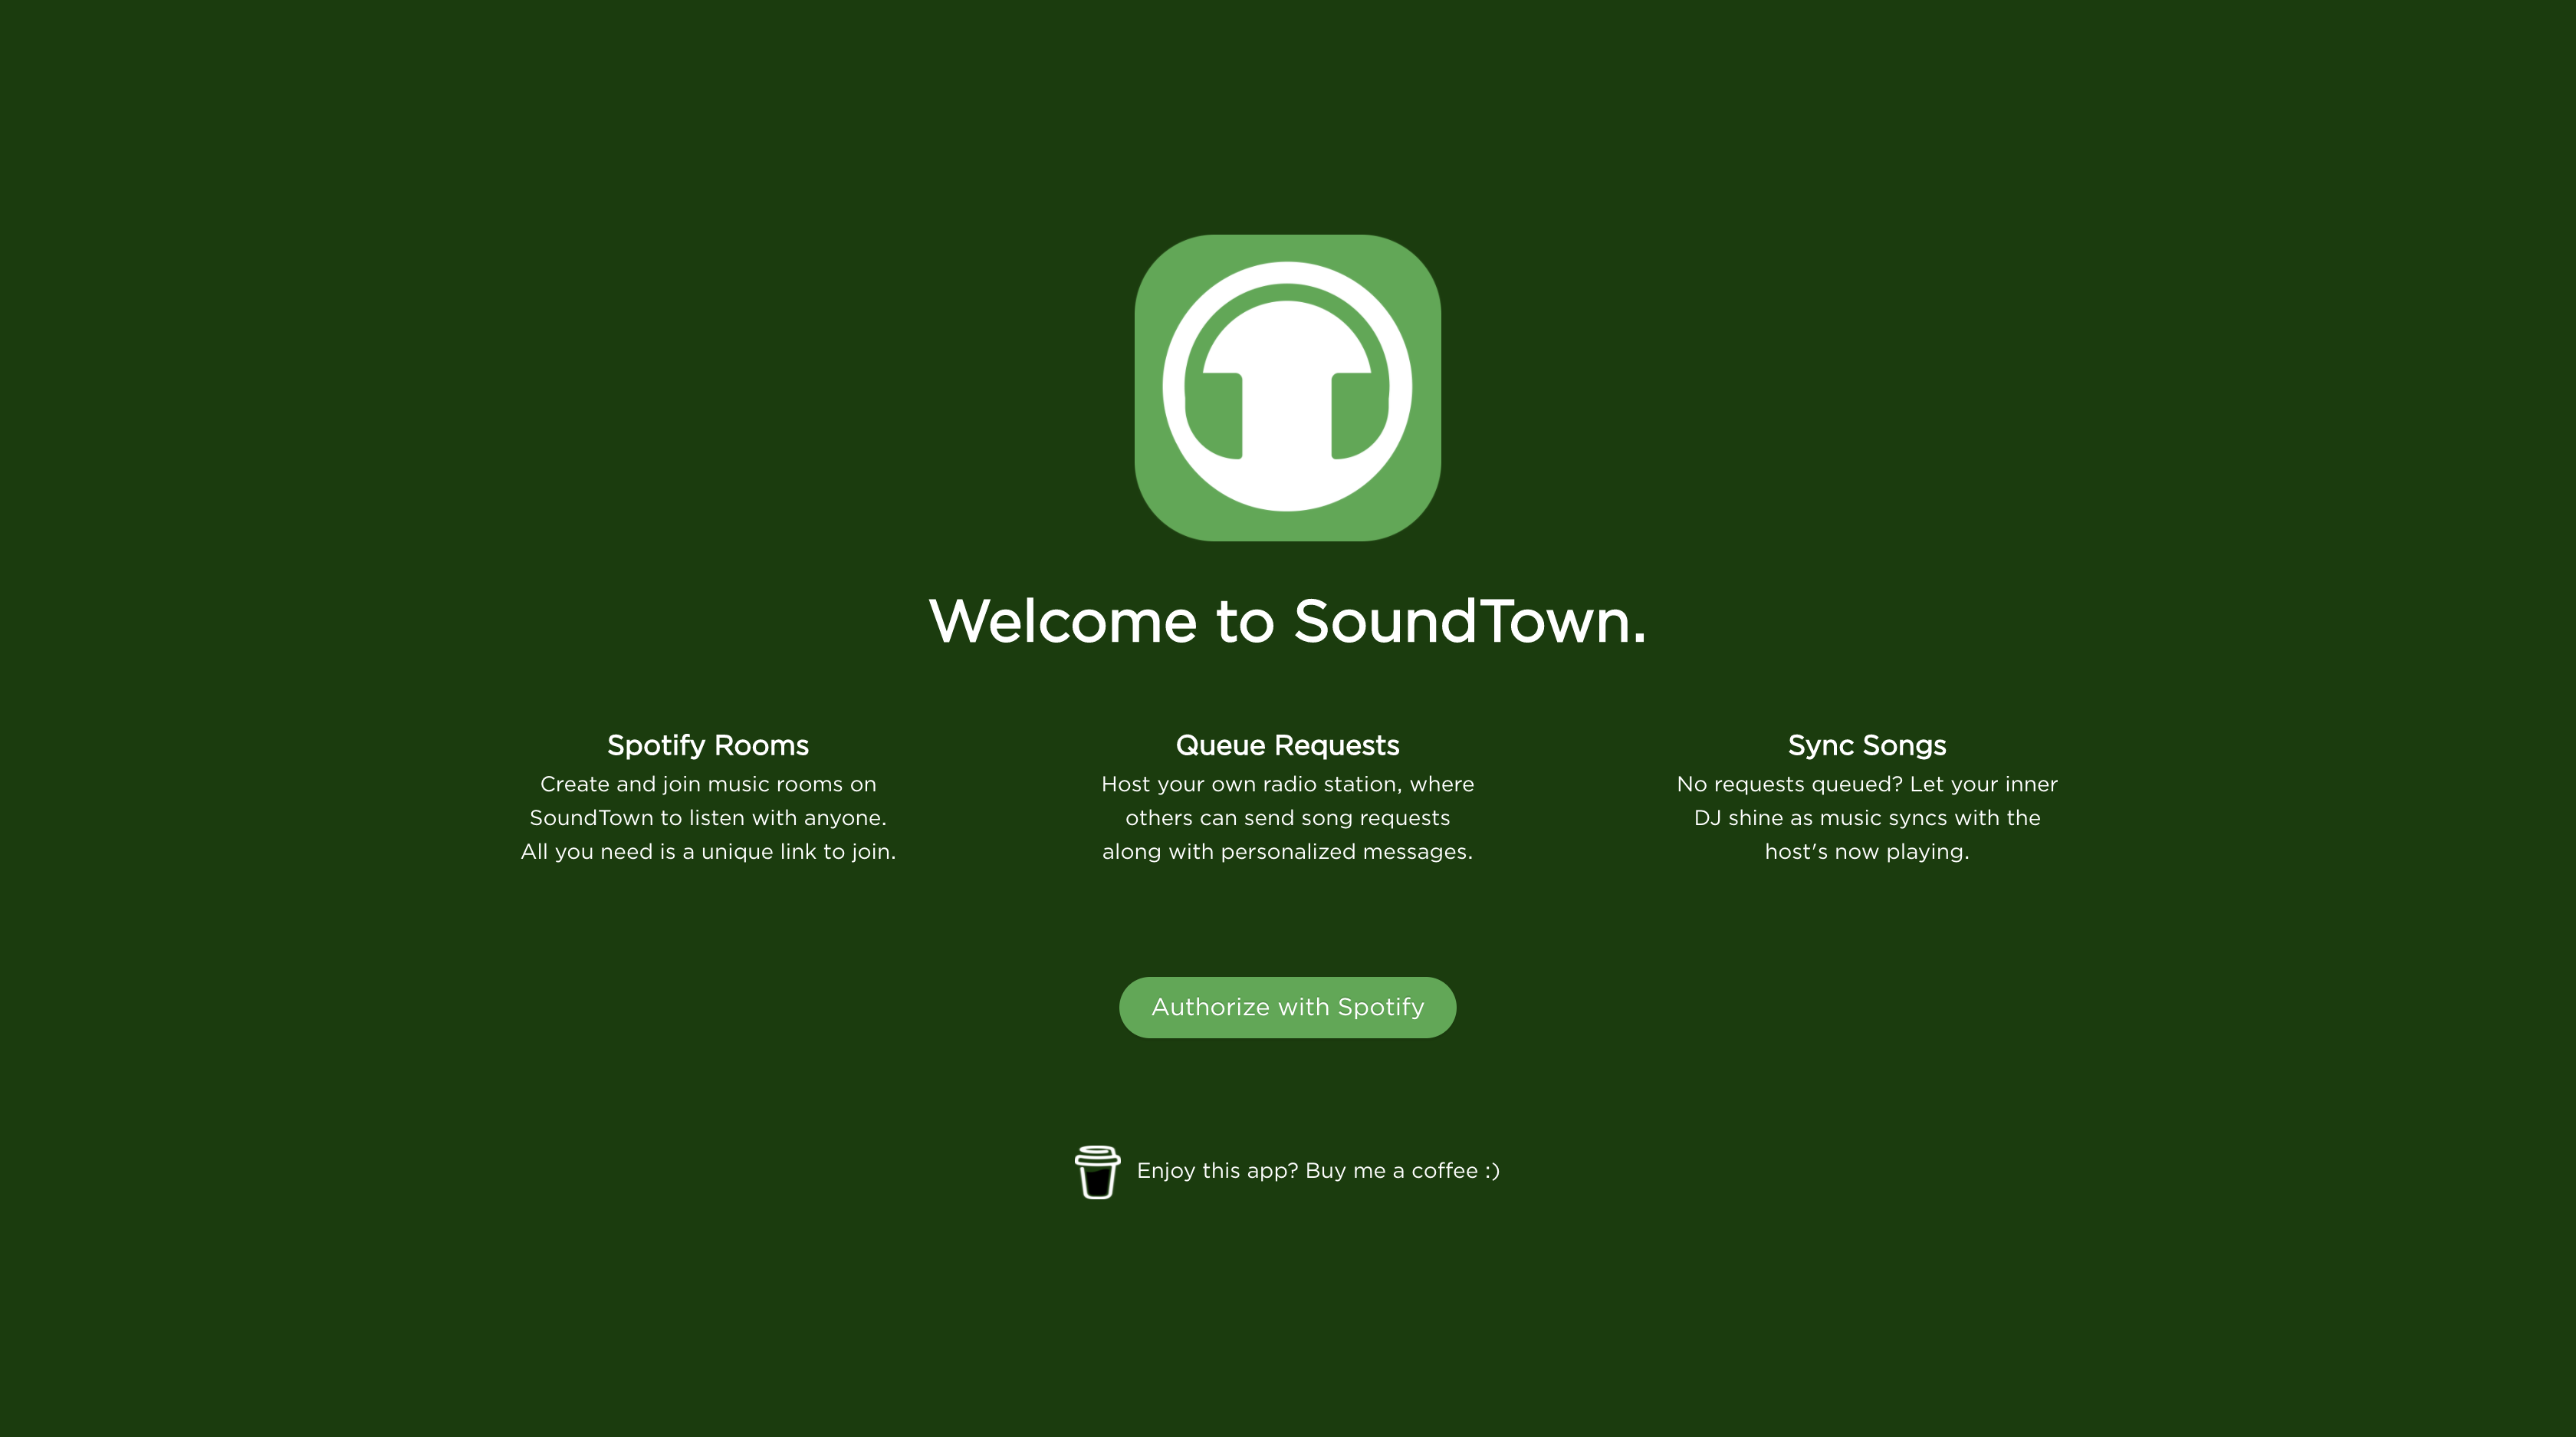 Welcome to SoundTown.
Spotify Rooms
Create and join music rooms on
SoundTown to listen with anyone.
All you need is a unique link to join.
Queue Requests
Host your own radio station, where
others can send song requests
along with personalized messages.
Sync Songs
No requests queued? Let your inner
DJ shine as music syncs with the
host's now playing.
Authorize with Spotify
Enjoy this app? Buy me a coffee :)